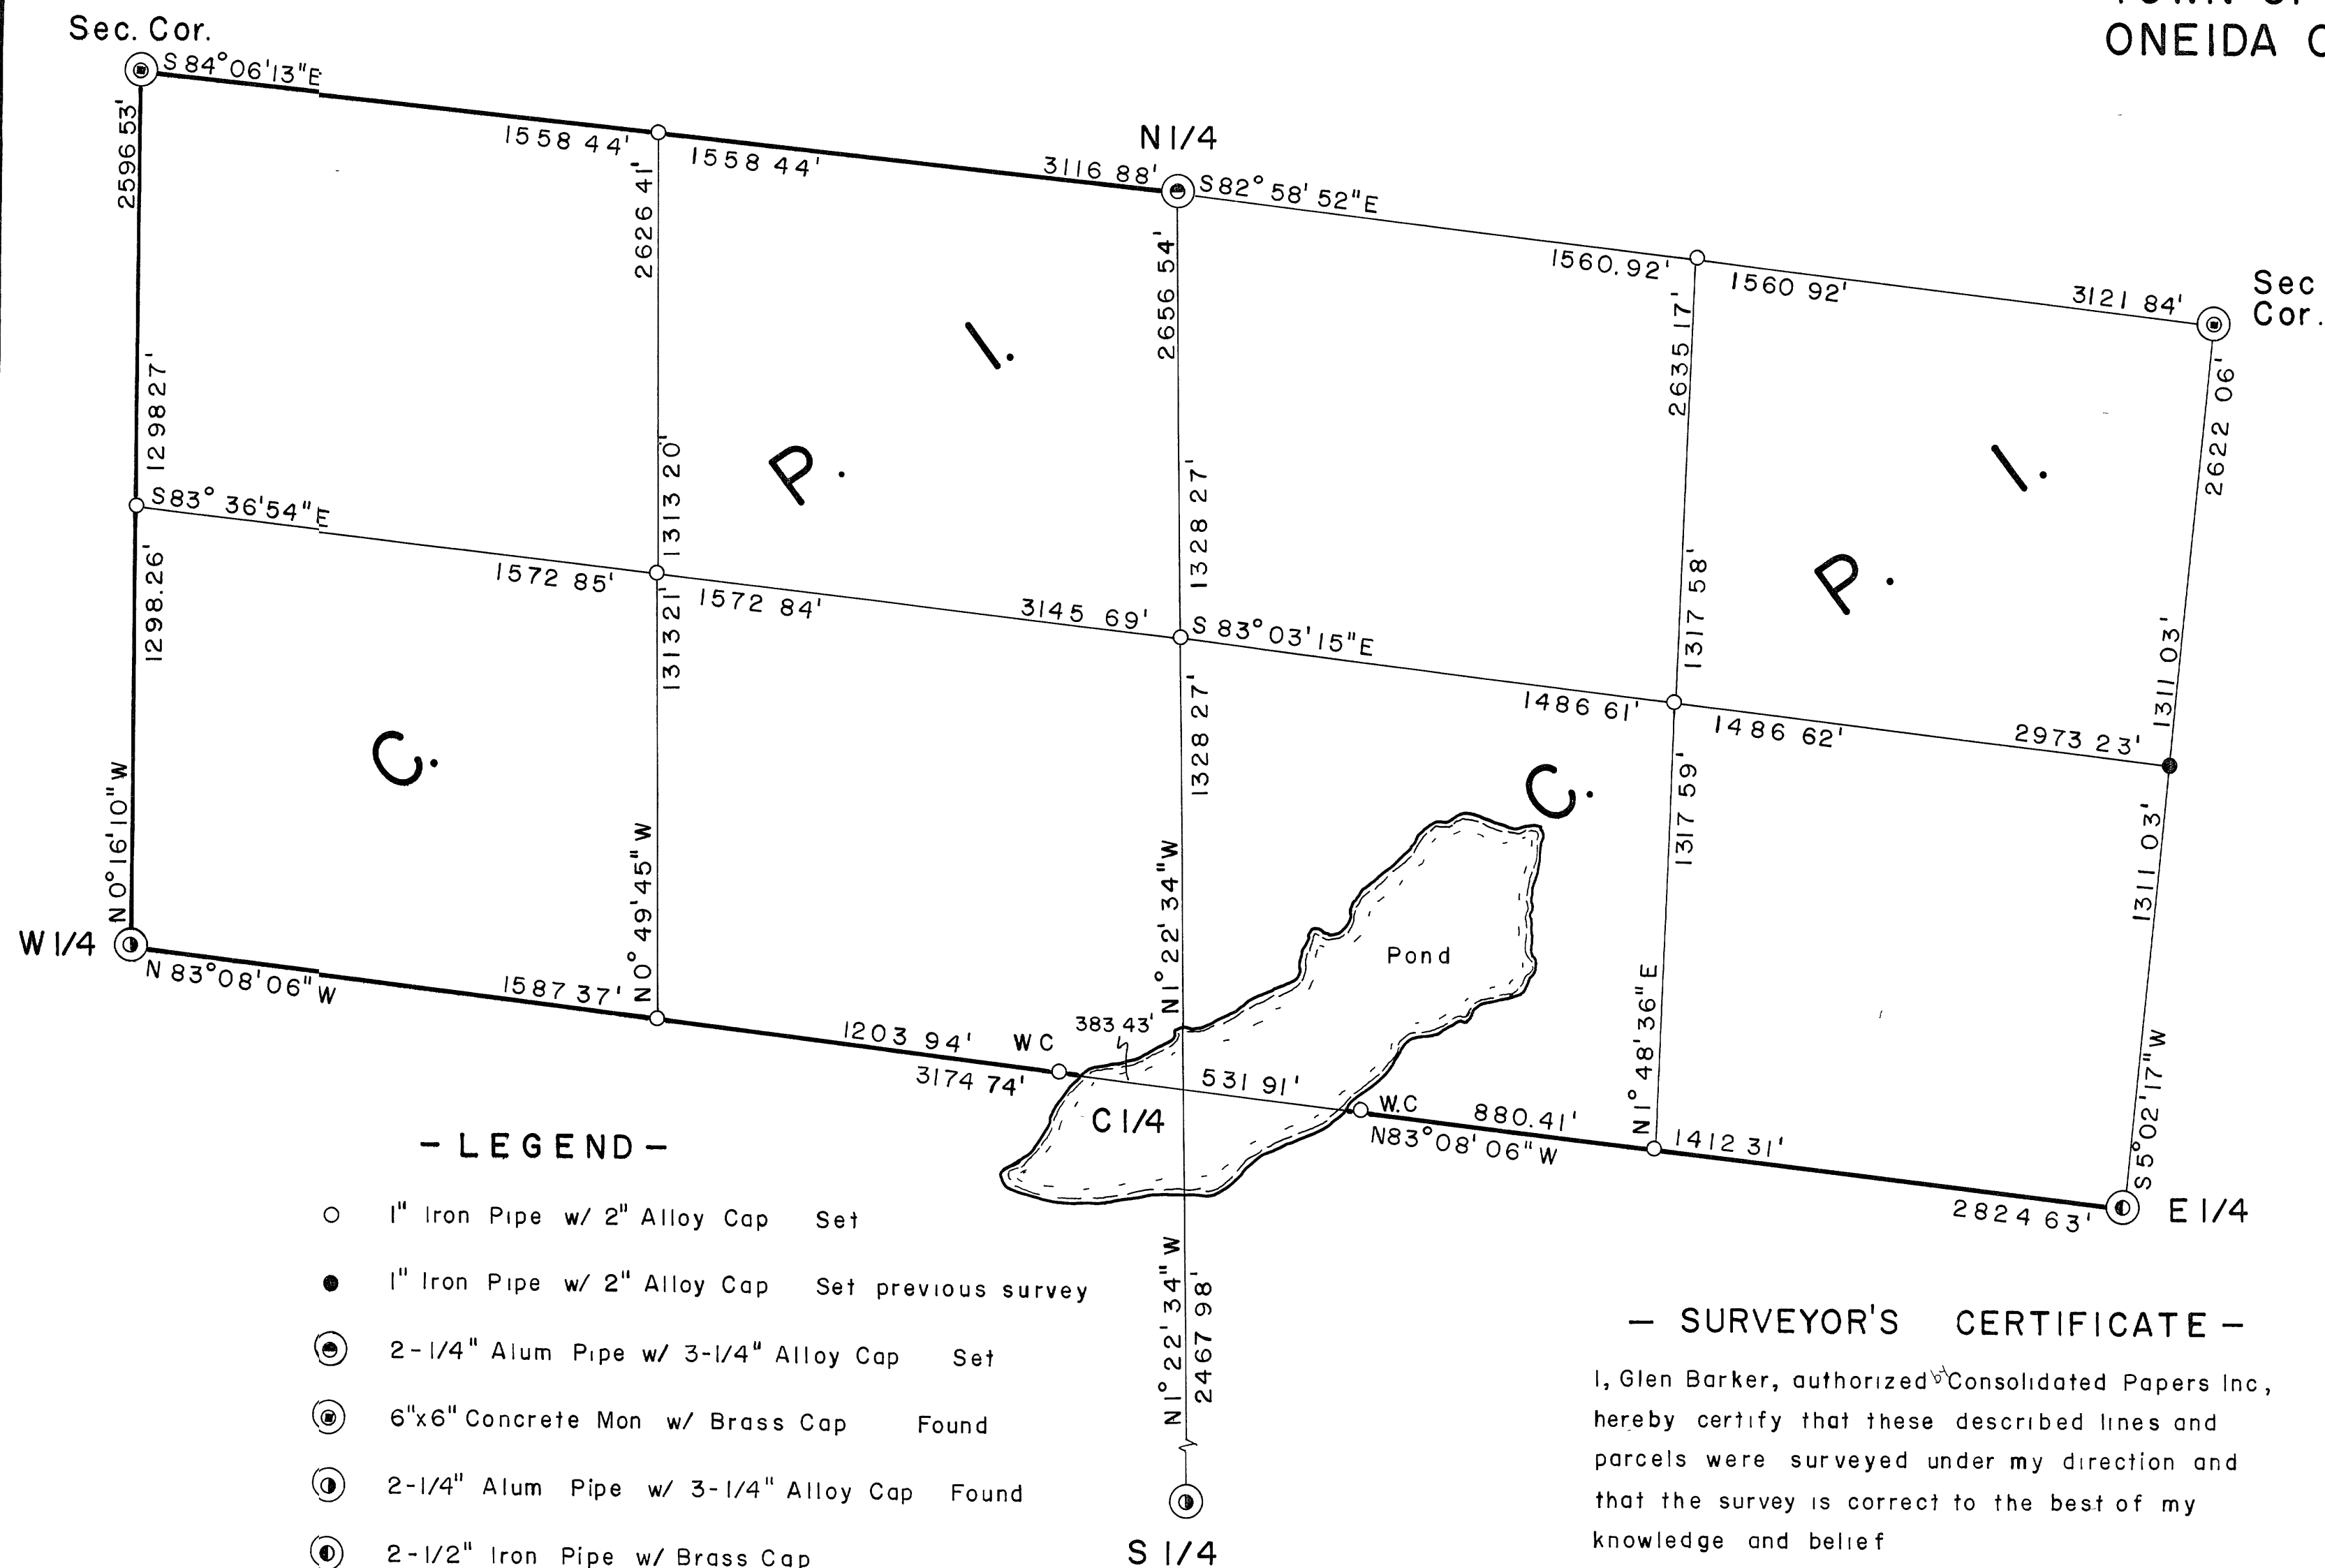 TOWN OF
ONEIDA C
Sec. Cor.
S 84°06'13"E
2596 53'
1558 44'
1558 44'
2626 41'
3116 88'
N 1/4
S82° 58' 52"E
2656 54'
1560.92'
1560 92'
2635 17'
3121 84'
Sec
Cor.
2622 06'
P. I.
P. I.
1298 27'
1313 20'
1328 27'
1317 58'
1311 03'
S83° 36'54"E
1572 85'
1572 84'
3145 69'
S 83°03'15"E
1486 61'
1486 62'
2973 23'
1298.26'
1313 21'
1328 27'
1317 59'
1311 03'
C.
C.
N 0°16'10" W
N 0° 49'45" W
N 1°22' 34"W
N 1° 48' 36"E
S 5°02'17"W
Pond
W 1/4
N 83°08'06"W
1587 37'
1203 94'
3174 74'
W C
383 43'
531 91'
C 1/4
W.C
880.41'
N83°08'06"W
1412 31'
2824 63'
E 1/4
N 1° 22' 34" W
2467 98'
S 1/4
– LEGEND –
1" Iron Pipe w/ 2" Alloy Cap Set
1" Iron Pipe w/ 2" Alloy Cap Set previous survey
2-1/4" Alum Pipe w/ 3-1/4" Alloy Cap Set
6"x6" Concrete Mon w/ Brass Cap Found
2-1/4" Alum Pipe w/ 3-1/4" Alloy Cap Found
2-1/2" Iron Pipe w/ Brass Cap
– SURVEYOR'S CERTIFICATE –
I, Glen Barker, authorized by Consolidated Papers Inc,
hereby certify that these described lines and
parcels were surveyed under my direction and
that the survey is correct to the best of my
knowledge and belief